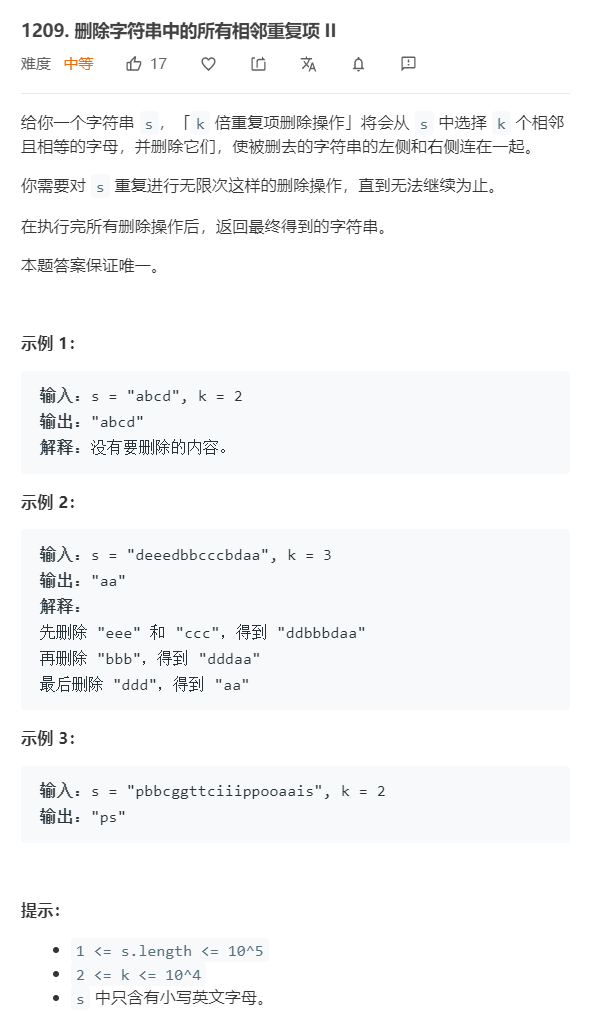 1209. 删除字符串中的所有相邻重复项 II
难度 中等 17
给你一个字符串 s，「k 倍重复项删除操作」将会从 s 中选择 k 个相邻
且相等的字母，并删除它们，使被删去的字符串的左侧和右侧连在一起。
你需要对 s 重复进行无限次这样的删除操作，直到无法继续为止。
在执行完所有删除操作后，返回最终得到的字符串。
本题答案保证唯一。
示例 1：
输入：s = "abcd", k = 2
输出："abcd"
解释：没有要删除的内容。
示例 2：
输入：s = "deeedbbcccbdaa", k = 3
输出："aa"
解释：
先删除 "eee" 和 "ccc"，得到 "ddbbbdaa"
再删除 "bbb"，得到 "dddaa"
最后删除 "ddd"，得到 "aa"
示例 3：
输入：s = "pbbcggttciiippooaais", k = 2
输出："ps"
提示：
• 1 <= s.length <= 10^5
• 2 <= k <= 10^4
• s 中只含有小写英文字母。